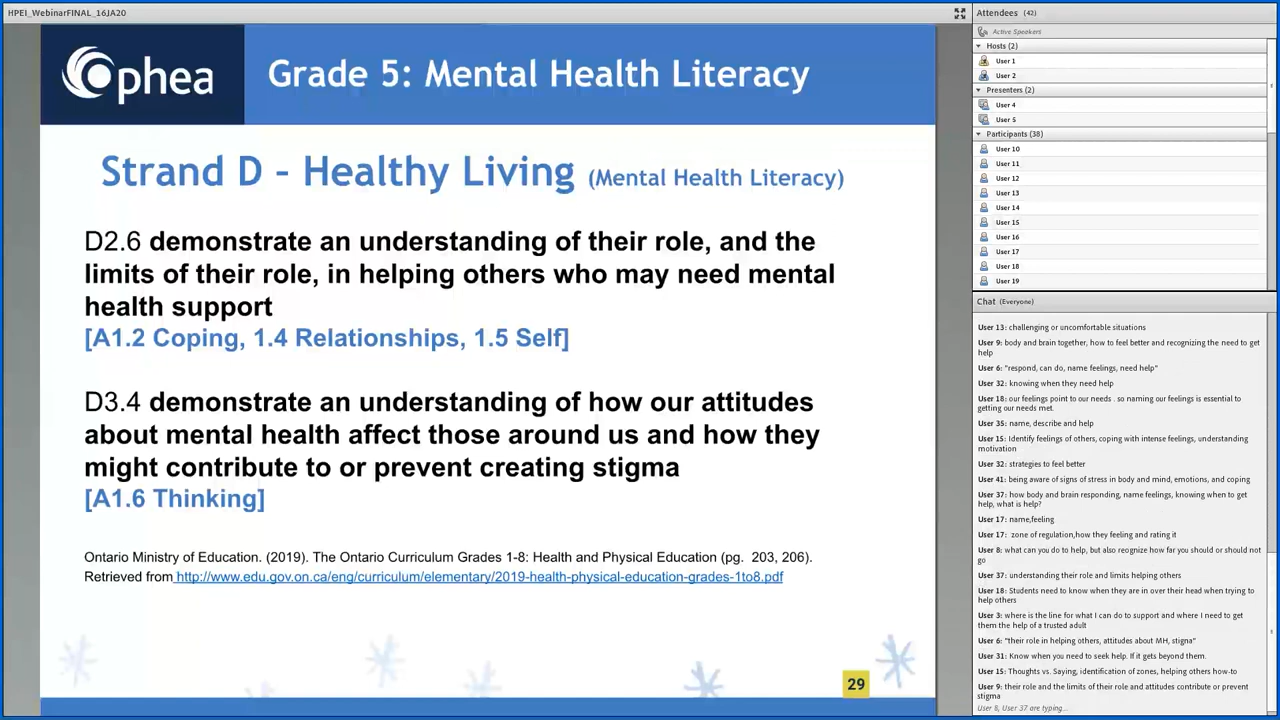 HPEI_WebinarFINAL_16JA20
Ophea
Grade 5: Mental Health Literacy
Strand D – Healthy Living (Mental Health Literacy)
D2.6 demonstrate an understanding of their role, and the
limits of their role, in helping others who may need mental
health support
[A1.2 Coping, 1.4 Relationships, 1.5 Self]
D3.4 demonstrate an understanding of how our attitudes
about mental health affect those around us and how they
might contribute to or prevent creating stigma
[A1.6 Thinking]
Ontario Ministry of Education. (2019). The Ontario Curriculum Grades 1-8: Health and Physical Education (pg. 203, 206).
Retrieved from http://www.edu.gov.on.ca/eng/curriculum/elementary/2019-health-physical-education-grades-1to8.pdf
29
Attendees (42)
Active Speakers
Hosts (2)
User 1
User 2
Presenters (2)
User 4
User 5
Participants (38)
User 10
User 11
User 12
User 13
User 14
User 15
User 16
User 17
User 18
User 19
Chat (Everyone)
User 13: challenging or uncomfortable situations
User 9: body and brain together, how to feel better and recognizing the need to get
help
User 6: "respond, can do, name feelings, need help"
User 32: knowing when they need help
User 18: our feelings point to our needs . so naming our feelings is essential to
getting our needs met.
User 35: name, describe and help
User 15: Identify feelings of others, coping with intense feelings, understanding
motivation
User 32: strategies to feel better
User 41: being aware of signs of stress in body and mind, emotions, and coping
User 37: how body and brain responding, name feelings, knowing when to get
help, what is help?
User 17: name,feeling
User 17: zone of regulation,how they feeling and rating it
User 8: what can you do to help, but also recognize how far you should or should not
go
User 37: understanding their role and limits helping others
User 18: Students need to know when they are in over their head when trying to
help others
User 3: where is the line for what I can do to support and where I need to get
them the help of a trusted adult
User 6: "their role in helping others, attitudes about MH, stigna"
User 31: Know when you need to seek help. If it gets beyond them.
User 15: Thoughts vs. Saying, identification of zones, helping others how-to
User 9: their role and the limits of their role and attitudes contribute or prevent
stigma
User 8, User 37 are typing...